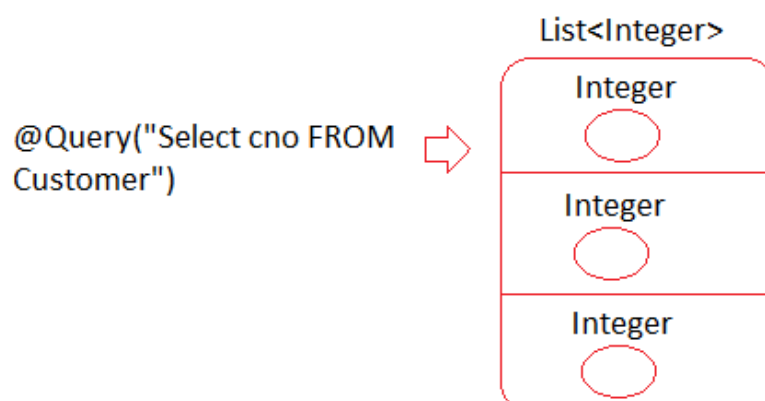 List<Integer>
Integer
@Query("Select cno FROM
Customer")
Integer
Integer